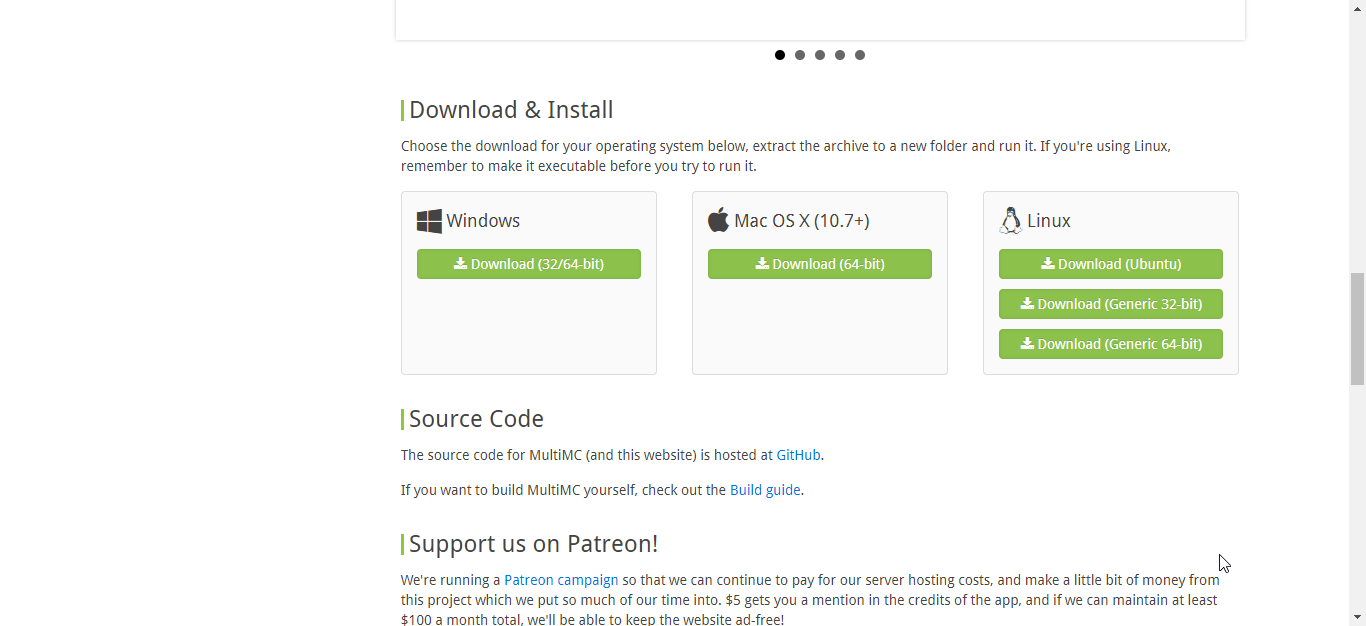 Download & Install
Choose the download for your operating system below, extract the archive to a new folder and run it. If you're using Linux,
remember to make it executable before you try to run it.
Windows
Download (32/64-bit)
Mac OS X (10.7+)
Download (64-bit)
Linux
Download (Ubuntu)
Download (Generic 32-bit)
Download (Generic 64-bit)
Source Code
The source code for MultiMC (and this website) is hosted at GitHub.
If you want to build MultiMC yourself, check out the Build guide.
Support us on Patreon!
We're running a Patreon campaign so that we can continue to pay for our server hosting costs, and make a little bit of money from
this project which we put so much of our time into. $5 gets you a mention in the credits of the app, and if we can maintain at least
$100 a month total, we'll be able to keep the website ad-free!